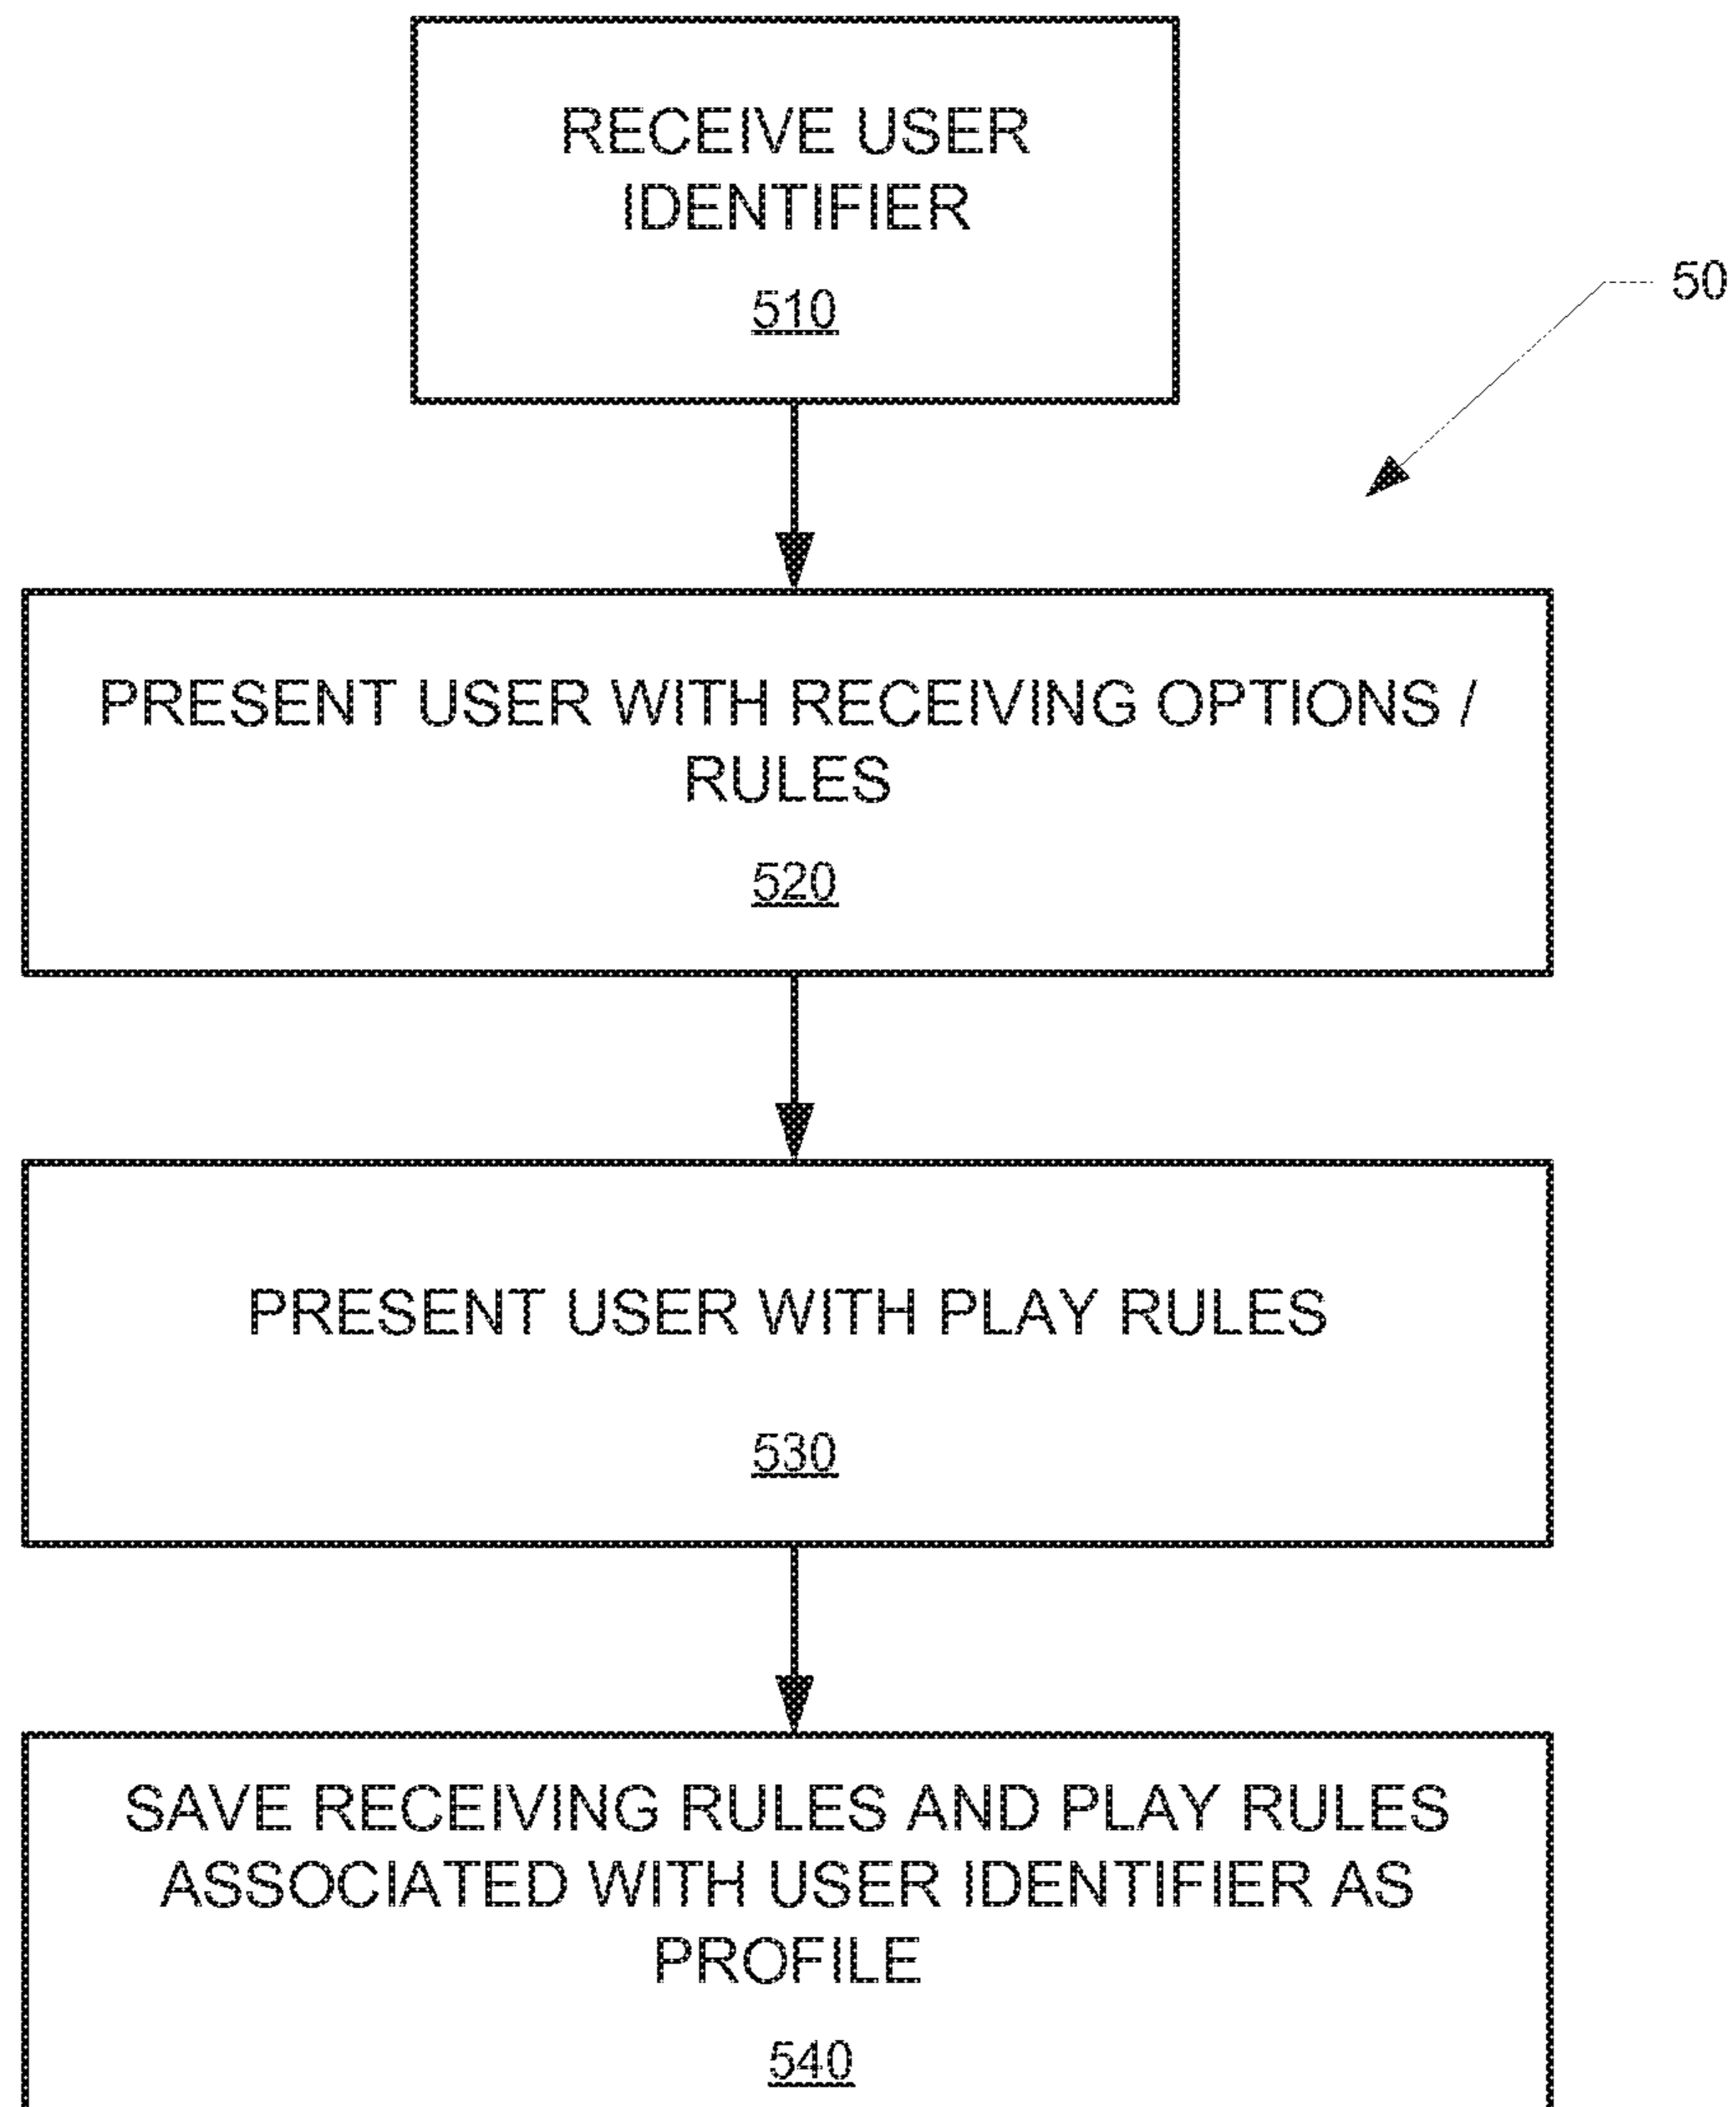 RECEIVE USER
IDENTIFIER
510
50
PRESENT USER WITH RECEIVING OPTIONS /
RULES
520
PRESENT USER WITH PLAY RULES
530
SAVE RECEIVING RULES AND PLAY RULES
ASSOCIATED WITH USER IDENTIFIER AS
PROFILE
540